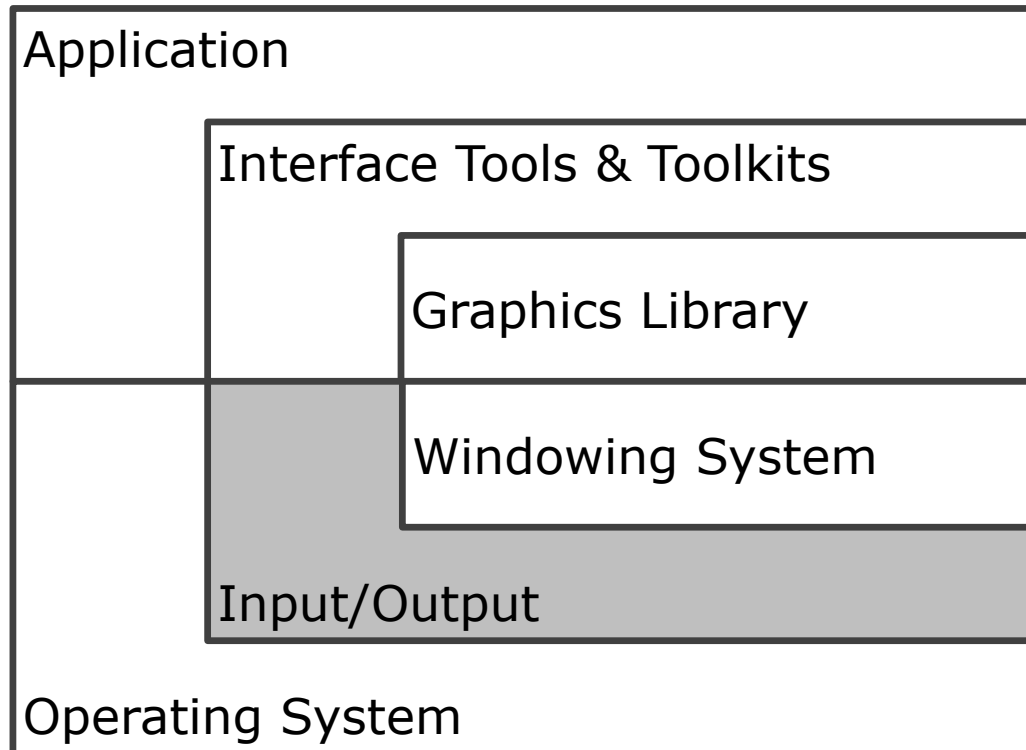 Application
Interface Tools & Toolkits
Graphics Library
Windowing System
Input/Output
Operating System